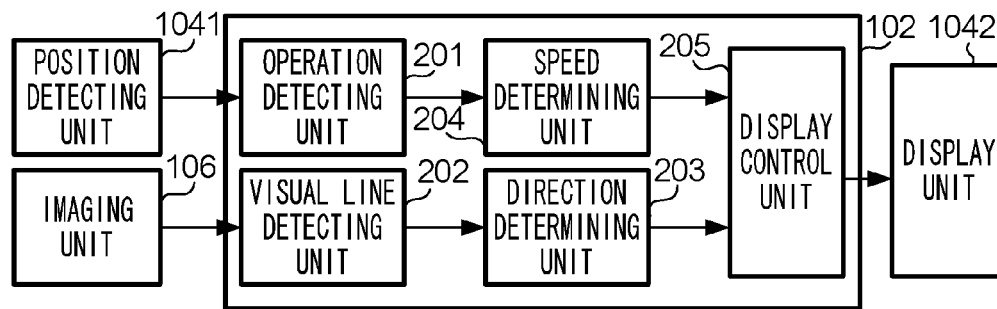 1041
POSITION
DETECTING
UNIT
OPERATION
DETECTING
UNIT
201
SPEED
DETERMINING
UNIT
204
205
DISPLAY
CONTROL
UNIT
102
1042
DISPLAY
UNIT
106
IMAGING
UNIT
VISUAL LINE
DETECTING
UNIT
202
DIRECTION
DETERMINING
UNIT
203